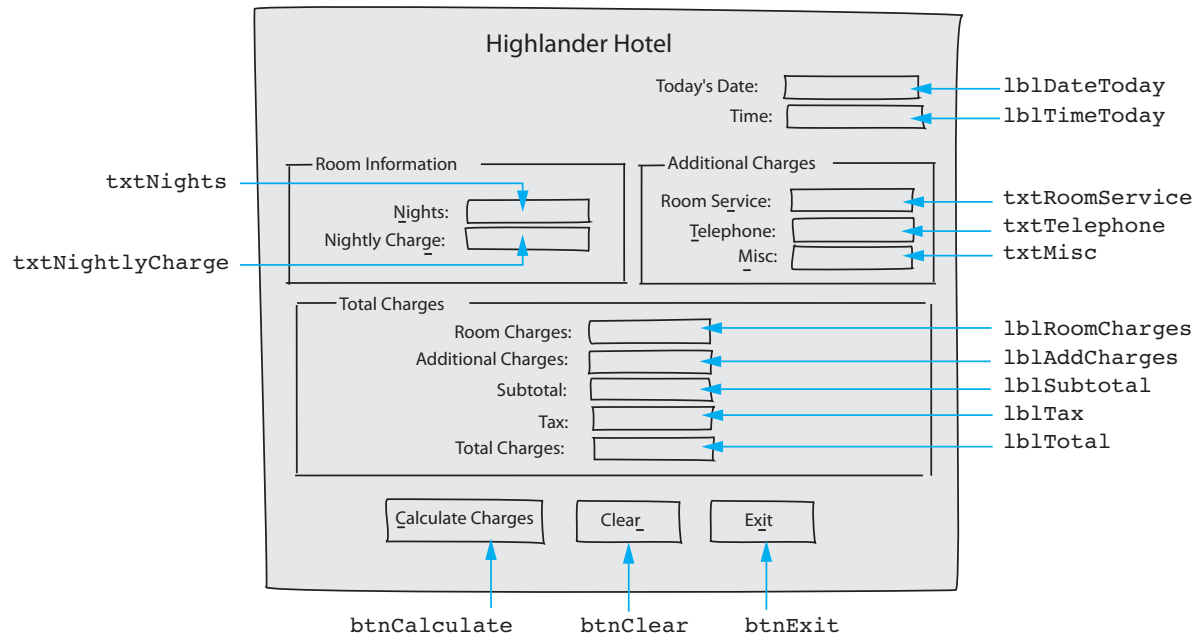 Highlander Hotel
Today's Date:
lblDateToday
Time:
lblTimeToday
Room Information
txtNights
Nights:
Nightly Charge:
txtNightlyCharge
Additional Charges
Room Service:
txtRoomService
Telephone:
txtTelephone
Misc:
txtMisc
Total Charges
Room Charges:
lblRoomCharges
Additional Charges:
lblAddCharges
Subtotal:
lblSubtotal
Tax:
lblTax
Total Charges:
lblTotal
Calculate Charges
Clear
Exit
btnCalculate
btnClear
btnExit